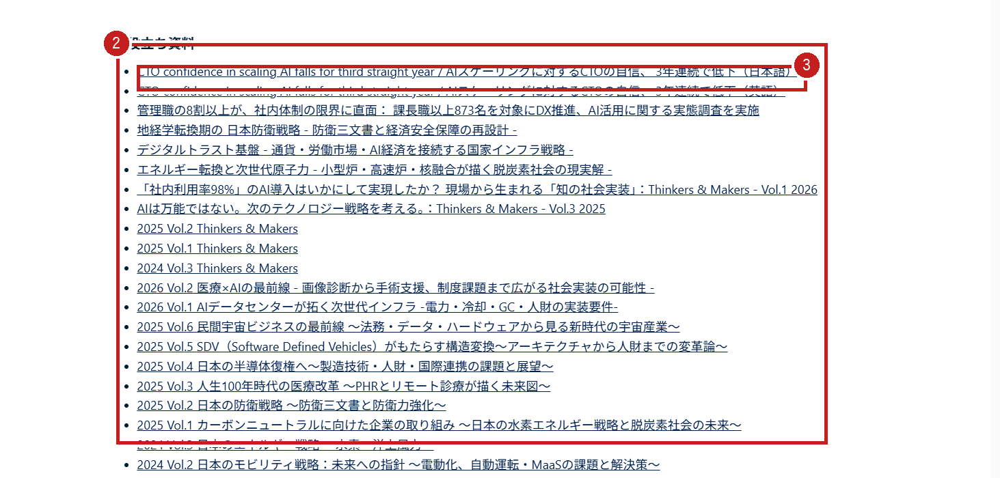 2
役立ち資料
3
CTO confidence in scaling AI falls for third straight year / AIスケーリングに対するCTOの自信、 3年連続で低下（日本語）
CTO confidence in scaling AI falls for third straight year / AIスケーリングに対するCTOの自信、 3年連続で低下（英語）
管理職の8割以上が、社内体制の限界に直面： 課長職以上873名を対象にDX推進、AI活用に関する実態調査を実施
地経学転換期の 日本防衛戦略 - 防衛三文書と経済安全保障の再設計 -
デジタルトラスト基盤 - 通貨・労働市場・AI経済を接続する国家インフラ戦略 -
エネルギー転換と次世代原子力 - 小型炉・高速炉・核融合が描く脱炭素社会の現実解 -
「社内利用率98%」のAI導入はいかにして実現したか？ 現場から生まれる「知の社会実装」：Thinkers & Makers - Vol.1 2026
AIは万能ではない。次のテクノロジー戦略を考える。：Thinkers & Makers - Vol.3 2025
2025 Vol.2 Thinkers & Makers
2025 Vol.1 Thinkers & Makers
2024 Vol.3 Thinkers & Makers
2026 Vol.2 医療×AIの最前線 - 画像診断から手術支援、制度課題まで広がる社会実装の可能性 -
2026 Vol.1 AIデータセンターが拓く次世代インフラ -電力・冷却・GC・人財の実装要件-
2025 Vol.6 民間宇宙ビジネスの最前線 ～法務・データ・ハードウェアから見る新時代の宇宙産業～
2025 Vol.5 SDV（Software Defined Vehicles）がもたらす構造変換～アーキテクチャから人財までの変革論～
2025 Vol.4 日本の半導体復権へ～製造技術・人財・国際連携の課題と展望～
2025 Vol.3 人生100年時代の医療改革 ～PHRとリモート診療が描く未来図～
2025 Vol.2 日本の防衛戦略 ～防衛三文書と防衛力強化～
2025 Vol.1 カーボンニュートラルに向けた企業の取り組み ～日本の水素エネルギー戦略と脱炭素社会の未来～
2024 Vol.3 日本のエネルギー戦略
2024 Vol.2 日本のモビリティ戦略：未来への指針 ～電動化、自動運転・MaaSの課題と解決策～